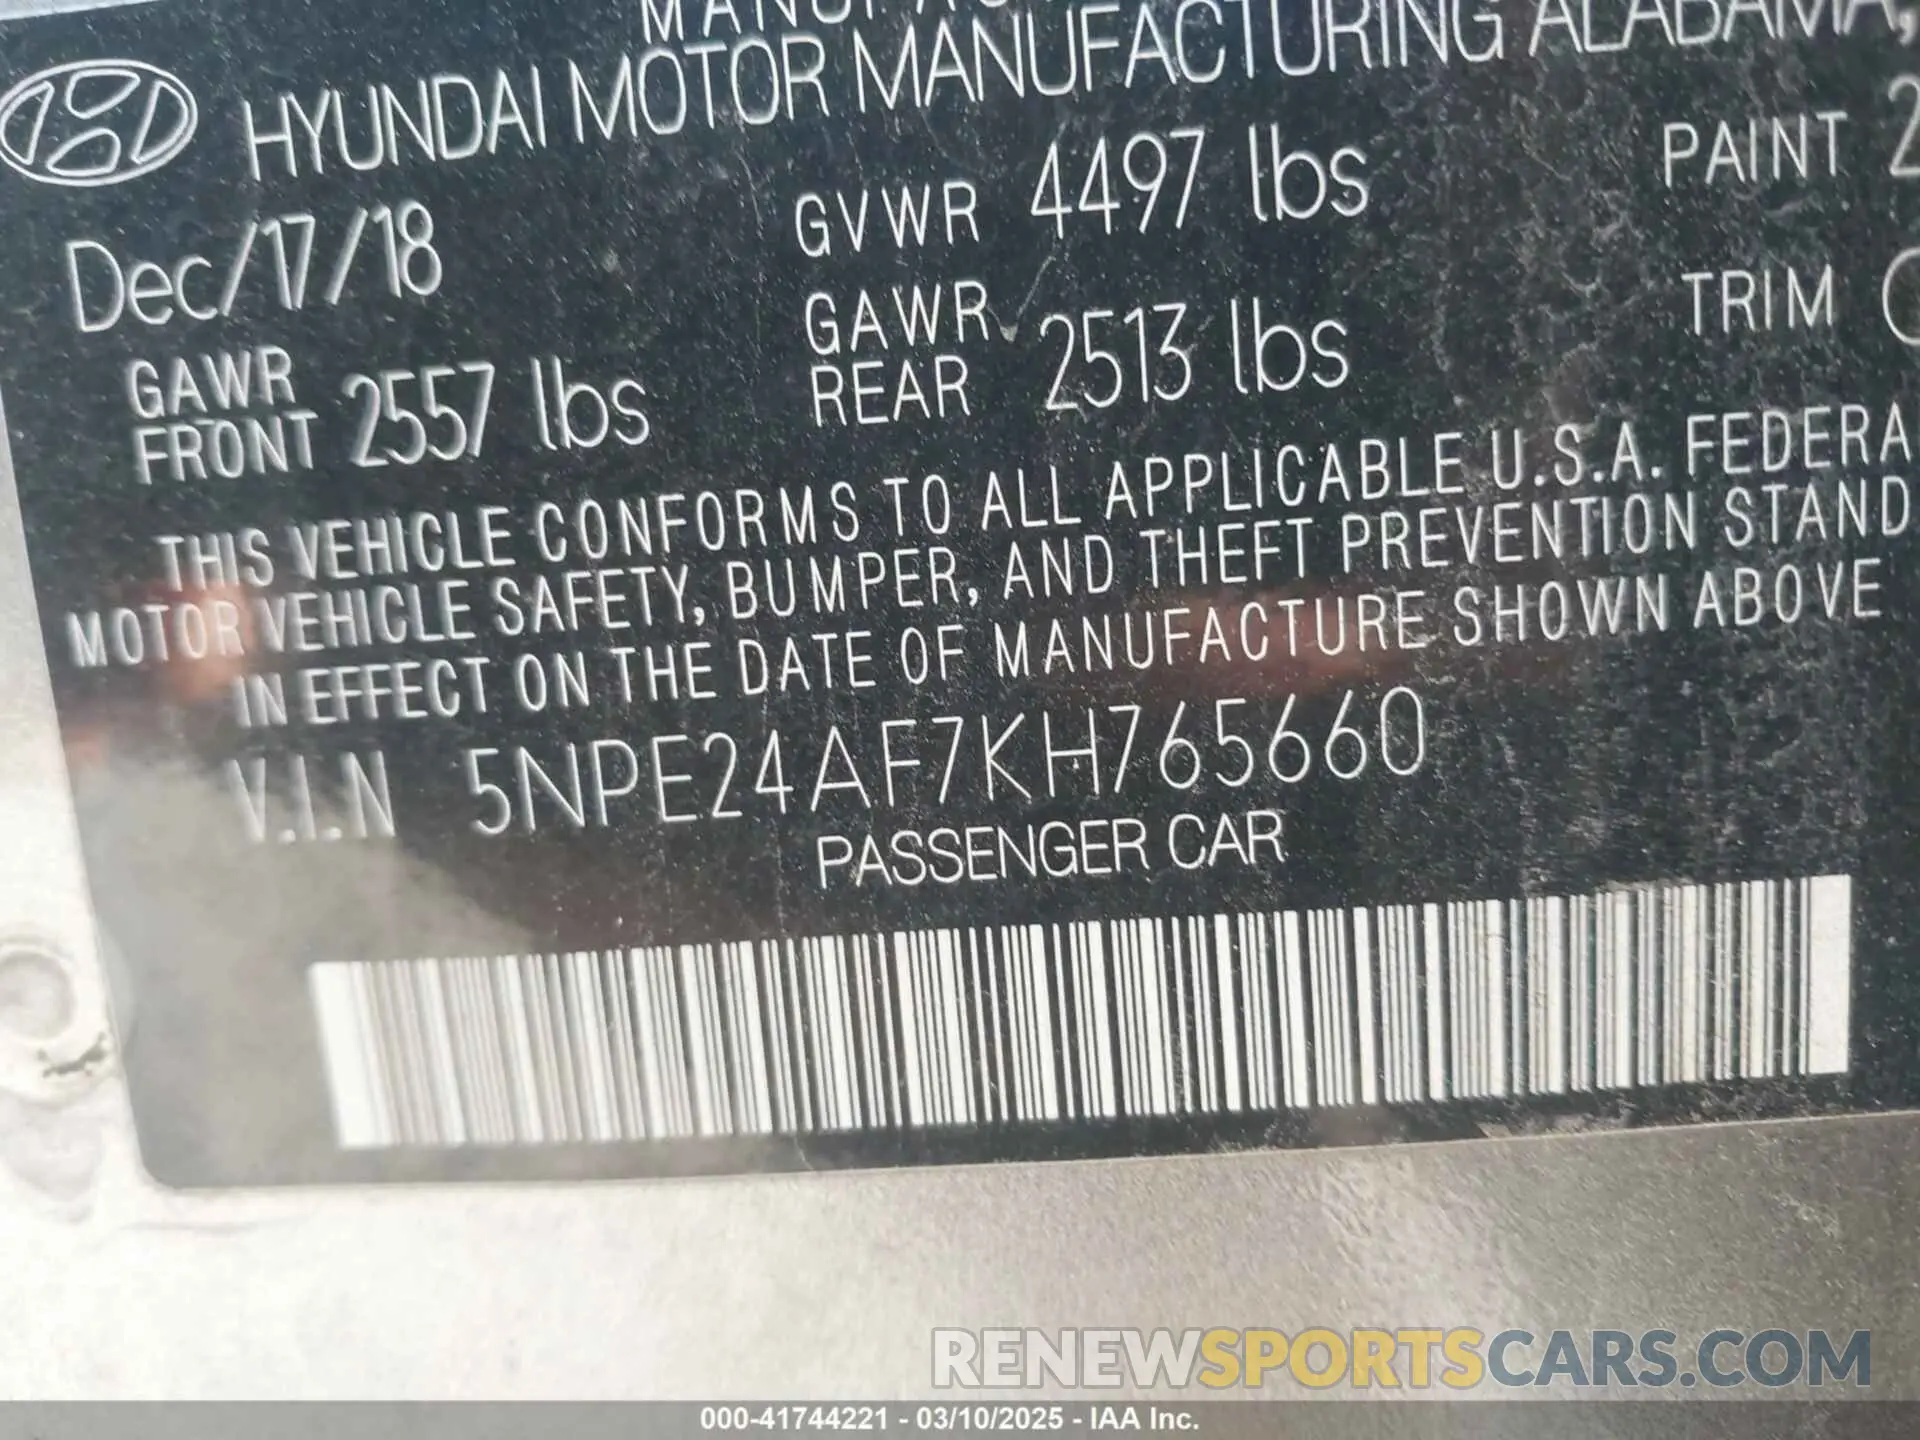 HYUNDAI MOTOR MANUFACTURING ALABAMA,
Dec/17/18 GVWR 4497 lbs PAINT
GAWR FRONT 2557 lbs GAWR REAR 2513 lbs TRIM
THIS VEHICLE CONFORMS TO ALL APPLICABLE U.S.A. FEDERA
MOTOR VEHICLE SAFETY, BUMPER, AND THEFT PREVENTION STAND
IN EFFECT ON THE DATE OF MANUFACTURE SHOWN ABOVE
V.I.N 5NPE24AF7KH765660
PASSENGER CAR
RENEWSPORTSCARS.COM
000-41744221 - 03/10/2025 - IAA Inc.